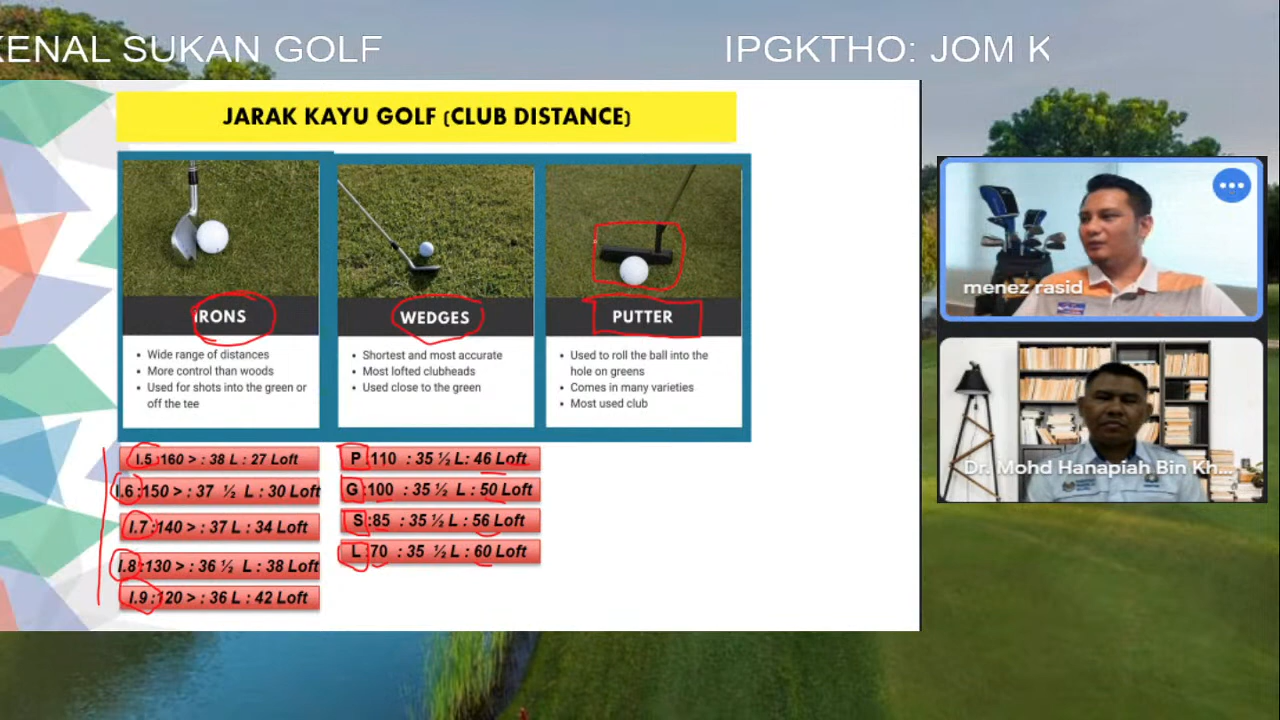 KENAL SUKAN GOLF
IPGKTHO: JOM K
JARAK KAYU GOLF (CLUB DISTANCE)
IRONS
• Wide range of distances
• More control than woods
• Used for shots into the green or
off the tee
WEDGES
• Shortest and most accurate
• Most lofted clubheads
• Used close to the green
PUTTER
• Used to roll the ball into the
hole on greens
• Comes in many varieties
• Most used club
I.5 :160 > : 38 L : 27 Loft
I.6 :150 > : 37 ½ L : 30 Loft
I.7 :140 > : 37 L : 34 Loft
I.8 :130 > : 36 ½ L : 38 Loft
I.9 :120 > : 36 L : 42 Loft
P :110 : 35 ½ L : 46 Loft
G :100 : 35 ½ L : 50 Loft
S :85 : 35 ½ L : 56 Loft
L :70 : 35 ½ L : 60 Loft
menez rasid
Dr. Mohd Hanapiah Bin Kh...